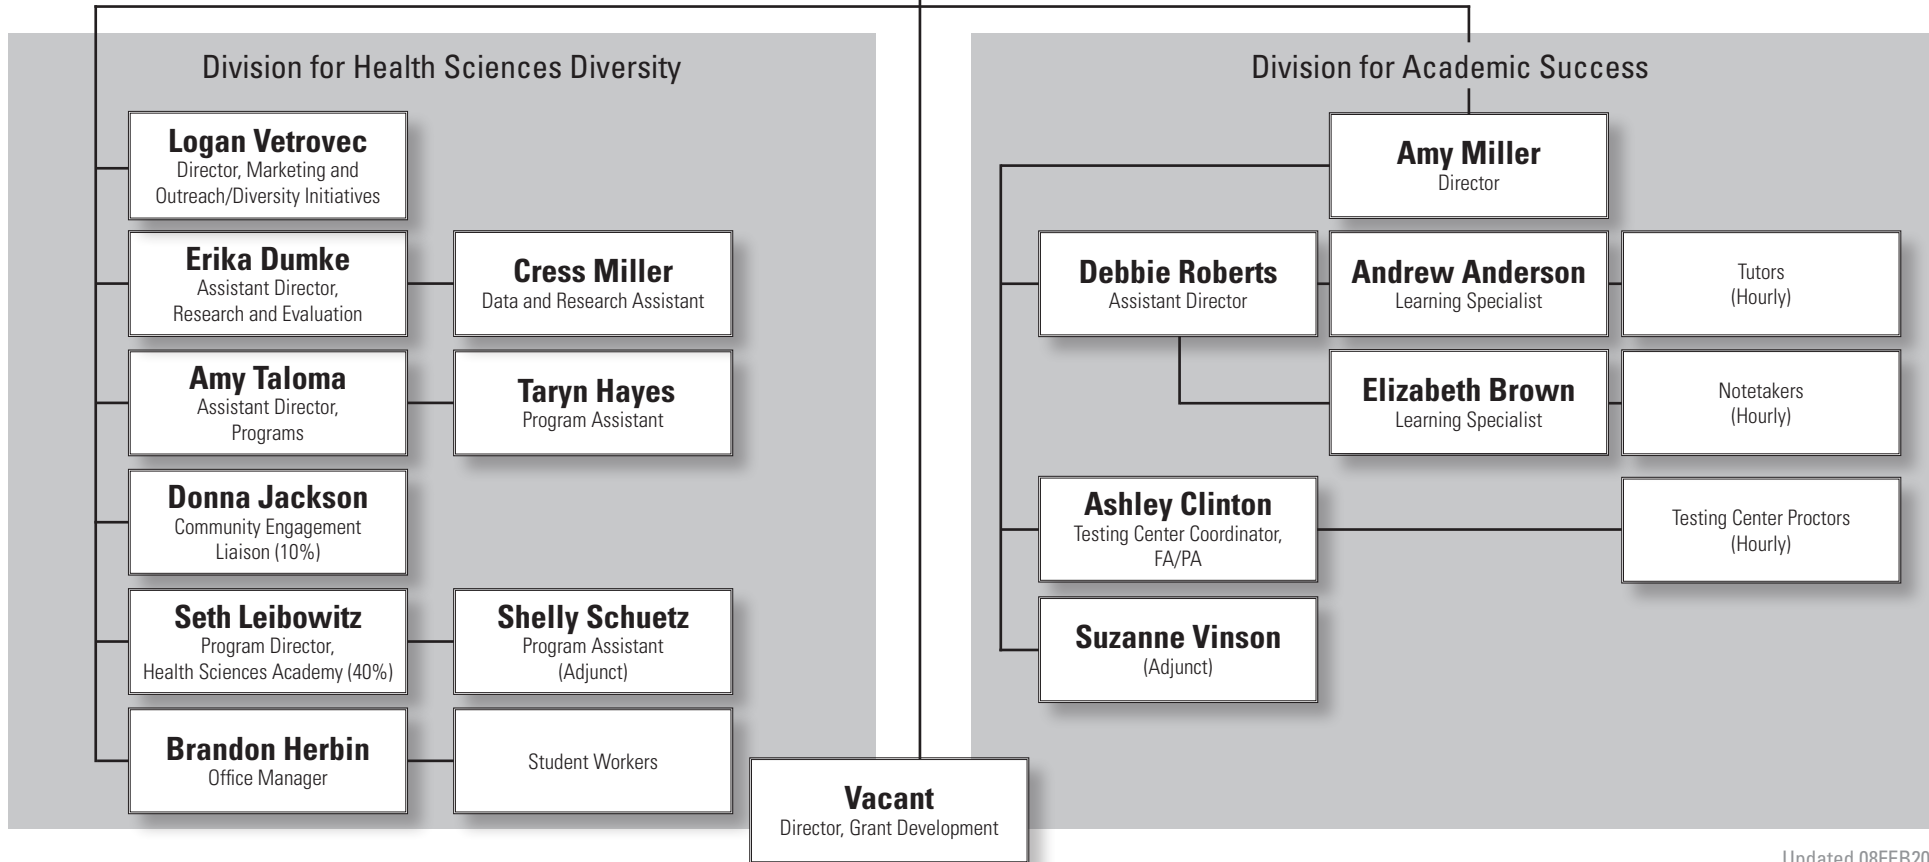 Division for Health Sciences Diversity
Logan Vetrovec
Director, Marketing and
Outreach/Diversity Initiatives
Erika Dumke
Assistant Director,
Research and Evaluation
Cress Miller
Data and Research Assistant
Amy Taloma
Assistant Director,
Programs
Taryn Hayes
Program Assistant
Donna Jackson
Community Engagement
Liaison (10%)
Seth Leibowitz
Program Director,
Health Sciences Academy (40%)
Shelly Schuetz
Program Assistant
(Adjunct)
Brandon Herbin
Office Manager
Student Workers
Vacant
Director, Grant Development
Division for Academic Success
Amy Miller
Director
Debbie Roberts
Assistant Director
Andrew Anderson
Learning Specialist
Tutors
(Hourly)
Elizabeth Brown
Learning Specialist
Notetakers
(Hourly)
Ashley Clinton
Testing Center Coordinator,
FA/PA
Testing Center Proctors
(Hourly)
Suzanne Vinson
(Adjunct)
Updated 08FEB20